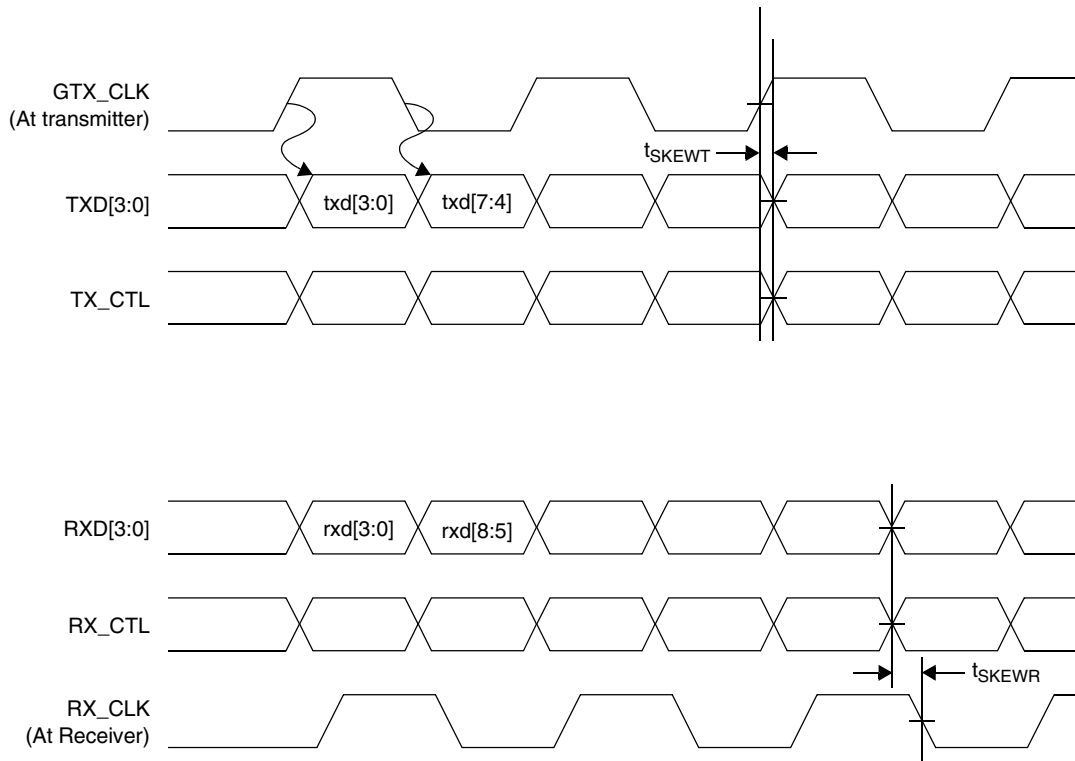 GTX_CLK
(At transmitter)
tSKEWT
TXD[3:0]
txd[3:0]
txd[7:4]
TX_CTL
RXD[3:0]
rxd[3:0]
rxd[8:5]
RX_CTL
tSKEWR
RX_CLK
(At Receiver)